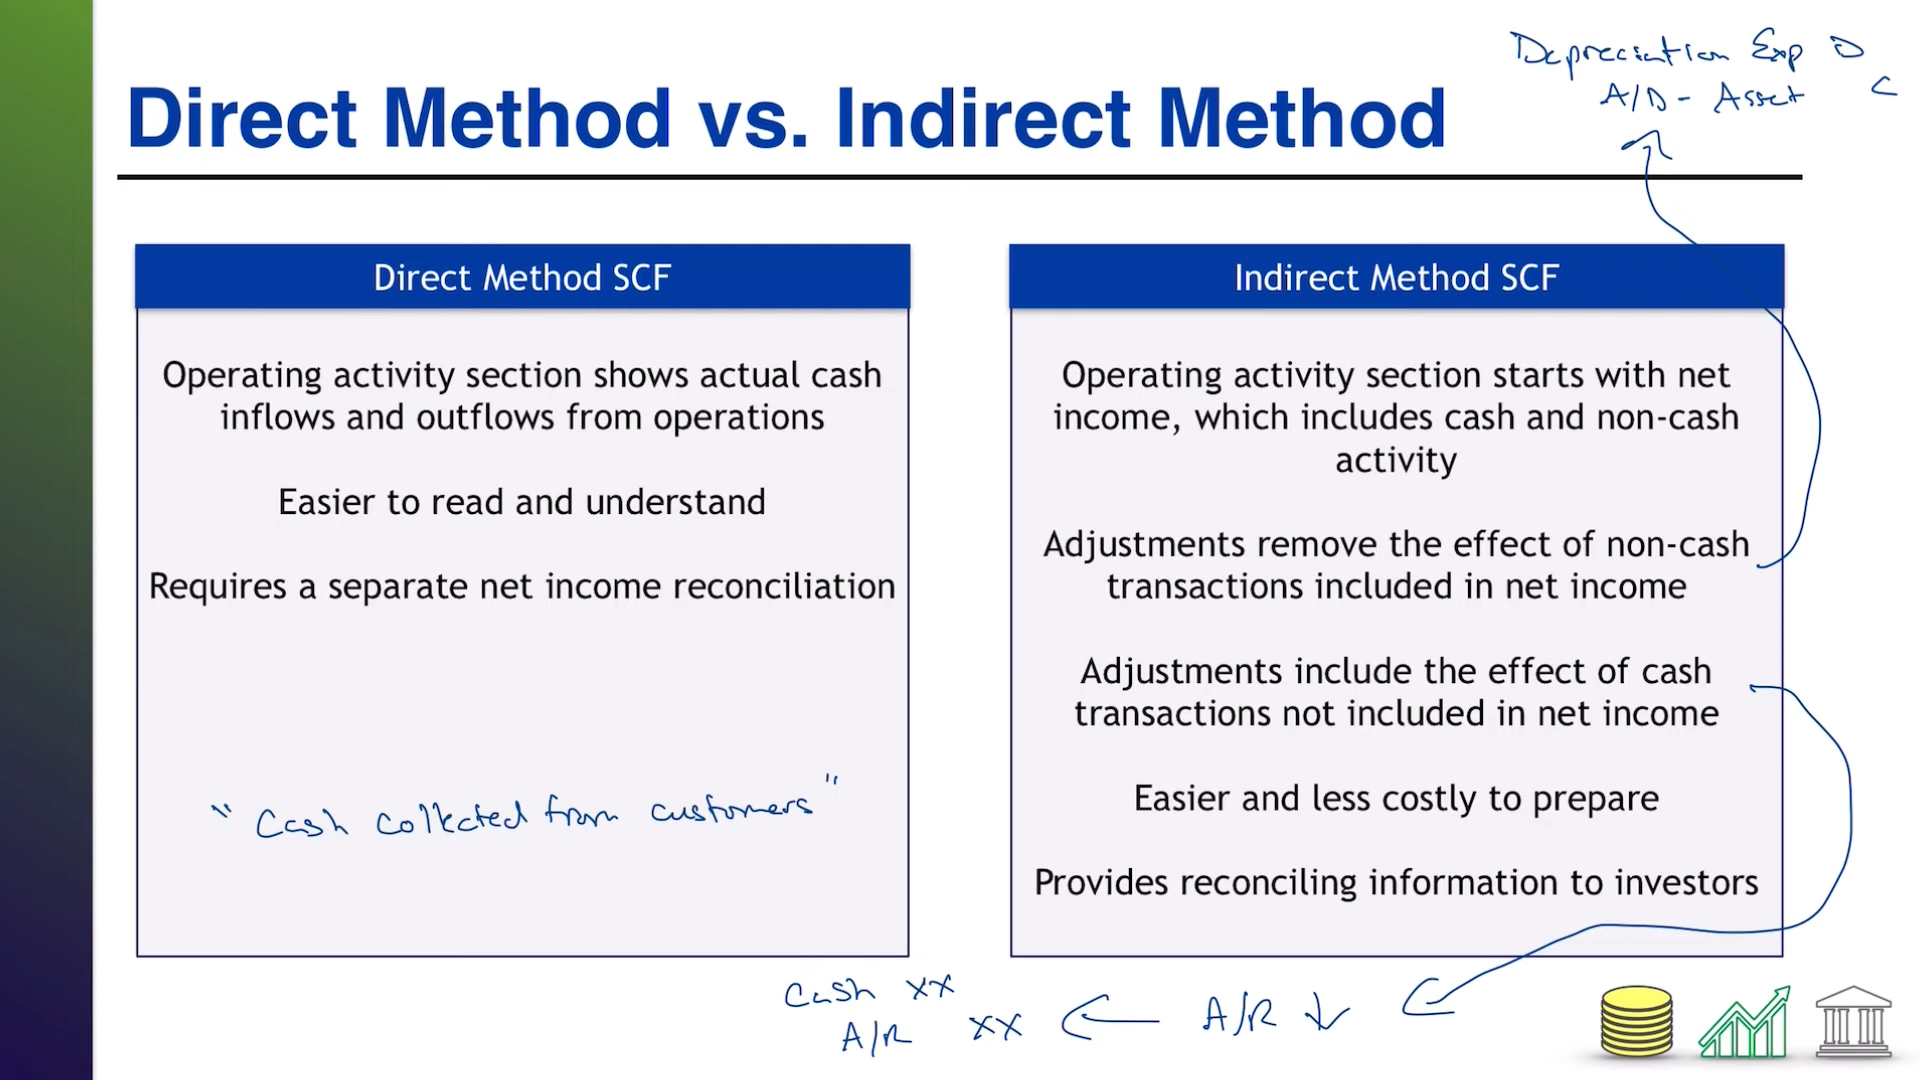 Depreciation Exp D
A/D - Asset C
Direct Method vs. Indirect Method
Direct Method SCF
Operating activity section shows actual cash
inflows and outflows from operations
Easier to read and understand
Requires a separate net income reconciliation
"Cash collected from customers"
Indirect Method SCF
Operating activity section starts with net
income, which includes cash and non-cash
activity
Adjustments remove the effect of non-cash
transactions included in net income
Adjustments include the effect of cash
transactions not included in net income
Easier and less costly to prepare
Provides reconciling information to investors
Cash xx
A/R xx ← A/R ↓